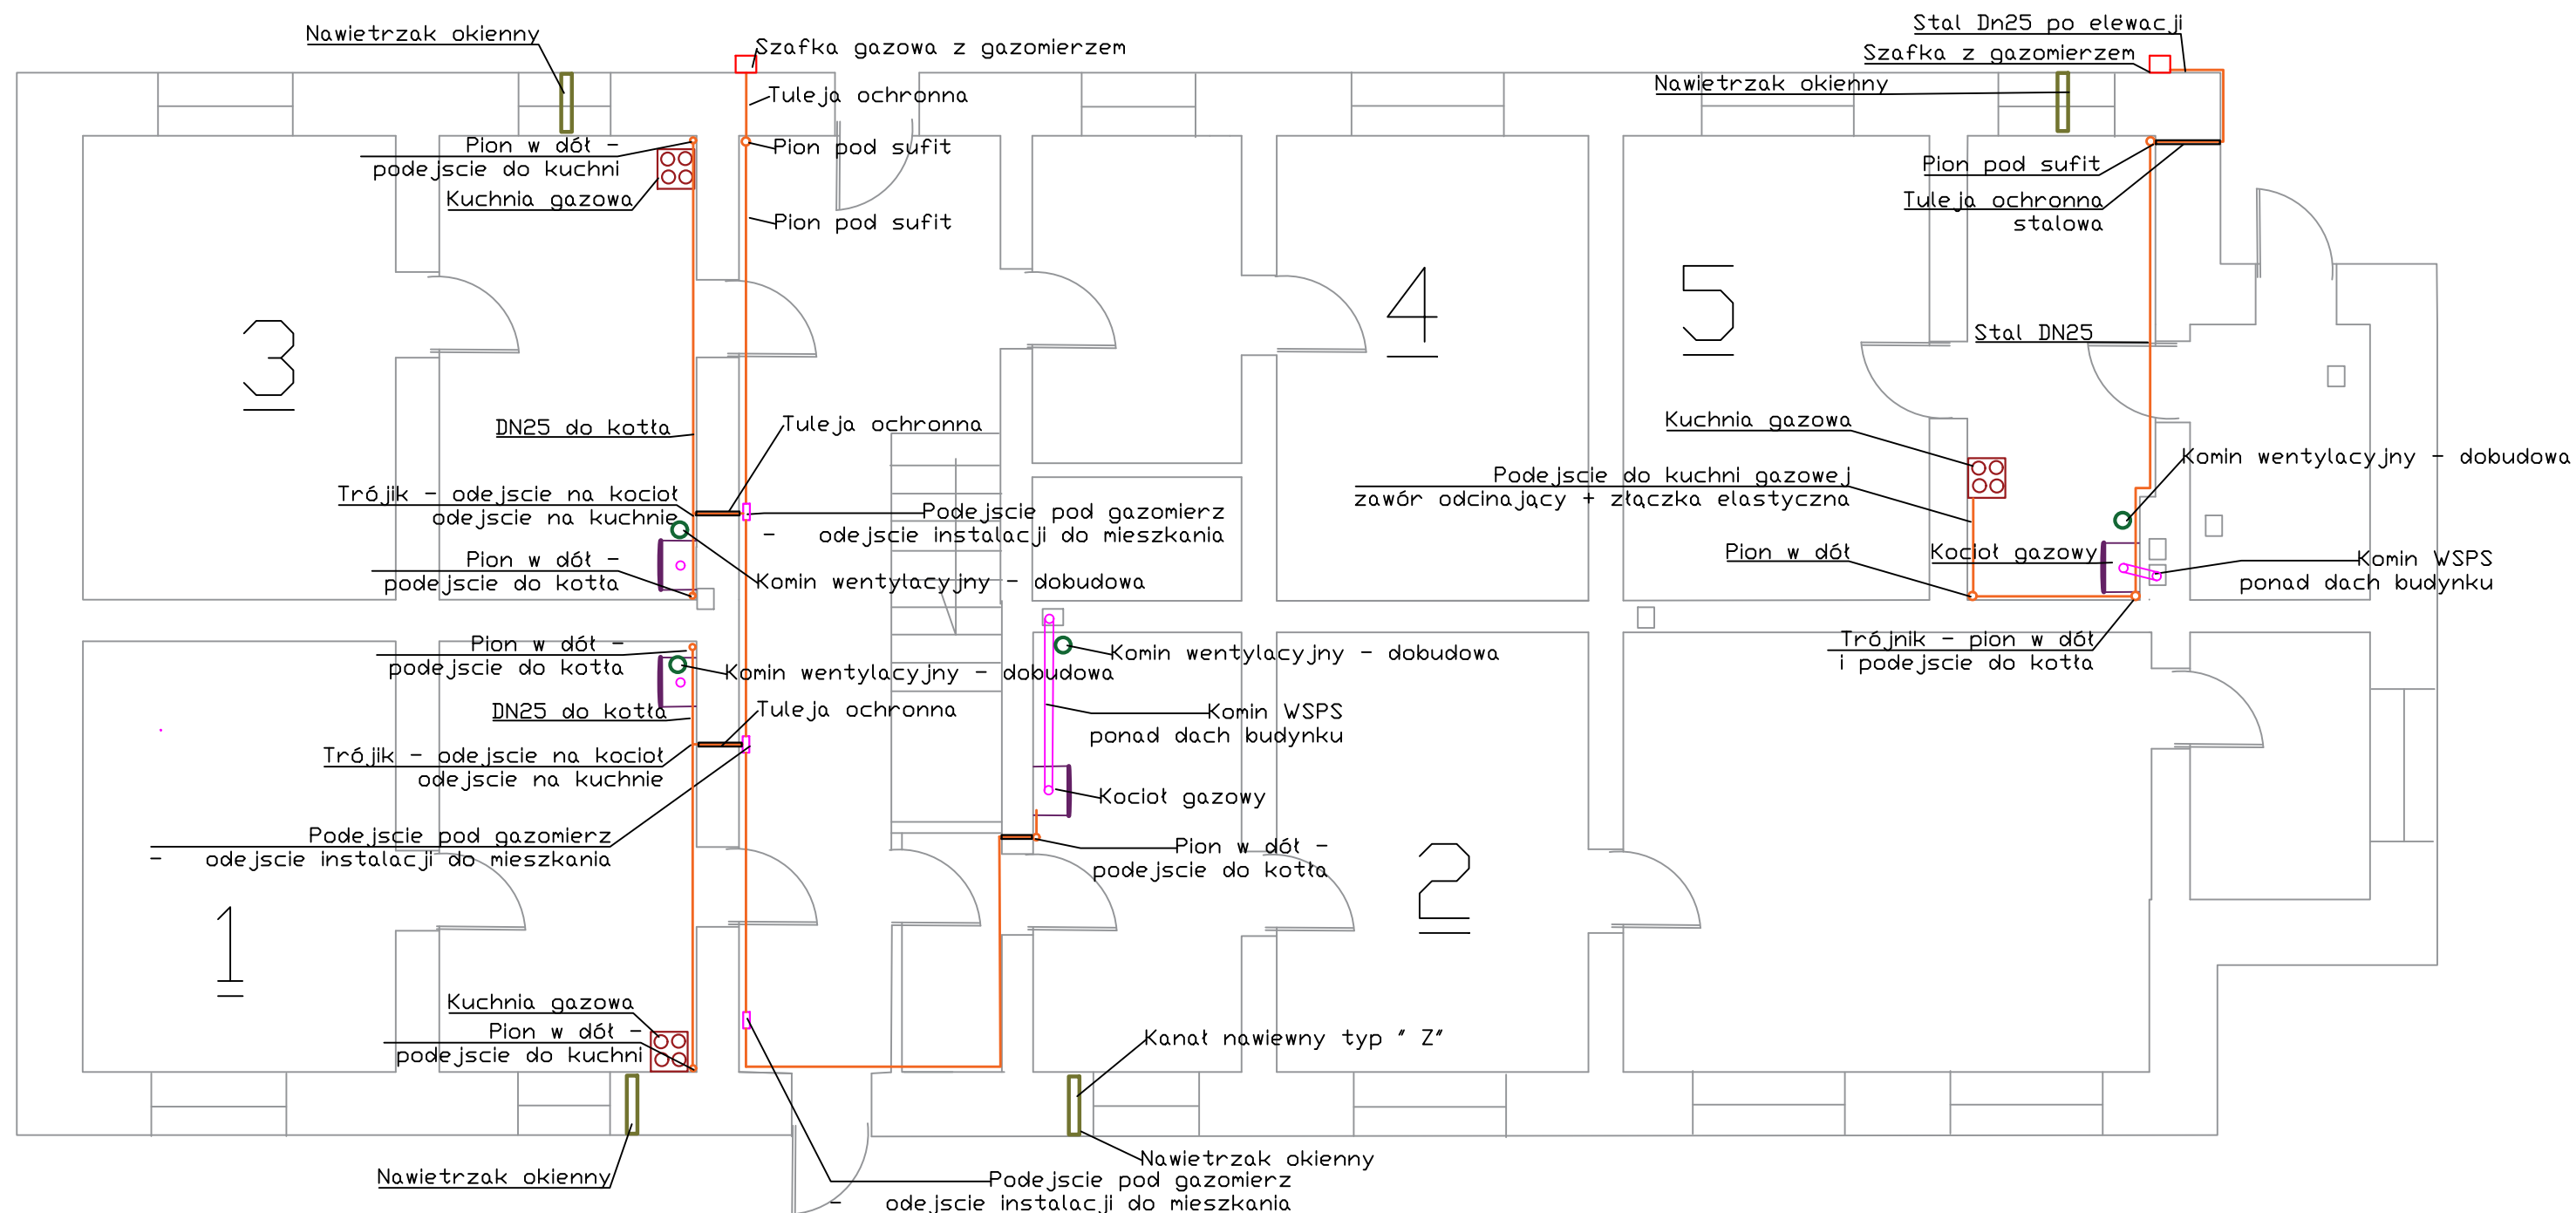 Stal Dn25 po elewacji
Nawietrzak okienny
Szafka gazowa z gazomierzem
Szafka z gazomierzem
Nawietrzak okienny
Tuleja ochronna
Pion w dół -
podejscie do kuchni
Pion pod sufit
Pion pod sufit
Kuchnia gazowa
Tuleja ochronna
stalowa
Pion pod sufit
3
4
5
Stal DN25
DN25 do kotła
Tuleja ochronna
Kuchnia gazowa
Komin wentylacyjny - dobudowa
Podejscie do kuchni gazowej
zawór odcinający + złączka elastyczna
Trójik - odejscie na kocioł
odejscie na kuchnie
Podejscie pod gazomierz
- odejscie instalacji do mieszkania
Pion w dół -
podejscie do kotła
Komin wentylacyjny - dobudowa
Pion w dół
Kocioł gazowy
Komin WSPS
ponad dach budynku
Pion w dół -
podejscie do kotła
Komin wentylacyjny - dobudowa
Komin wentylacyjny - dobudowa
Trójnik - pion w dół
i podejscie do kotła
DN25 do kotła
Tuleja ochronna
Komin WSPS
ponad dach budynku
Trójik - odejscie na kocioł
odejscie na kuchnie
Kocioł gazowy
Podejscie pod gazomierz
- odejscie instalacji do mieszkania
Pion w dół -
podejscie do kotła
1
2
Kuchnia gazowa
Pion w dół -
podejscie do kuchni
Kanał nawiewny typ " Z"
Nawietrzak okienny
Nawietrzak okienny
Podejscie pod gazomierz
- odejscie instalacji do mieszkania